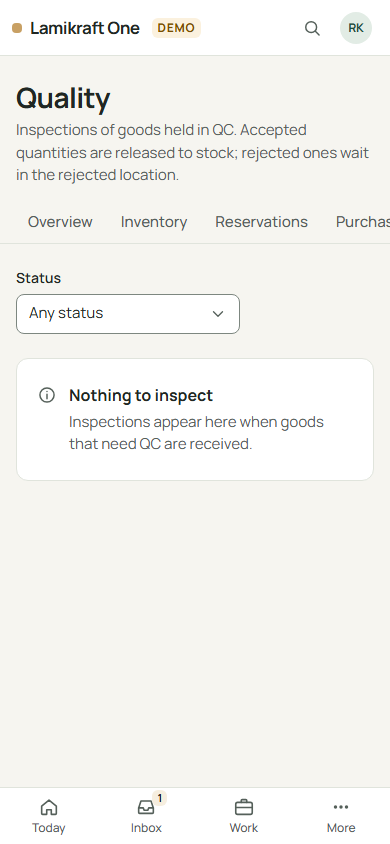 Lamikraft One DEMO RK
Quality
Inspections of goods held in QC. Accepted
quantities are released to stock; rejected ones wait
in the rejected location.
Overview Inventory Reservations Purchas
Status
Any status
Nothing to inspect
Inspections appear here when goods
that need QC are received.
1
Today Inbox Work More